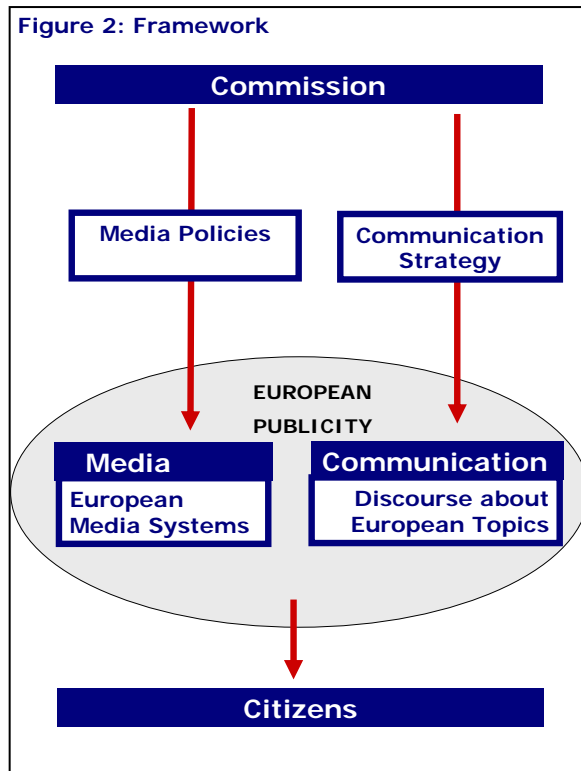 Figure 2: Framework
Commission
Media Policies
Communication
Strategy
EUROPEAN
PUBLICITY
Media
European
Media Systems
Communication
Discourse about
European Topics
Citizens